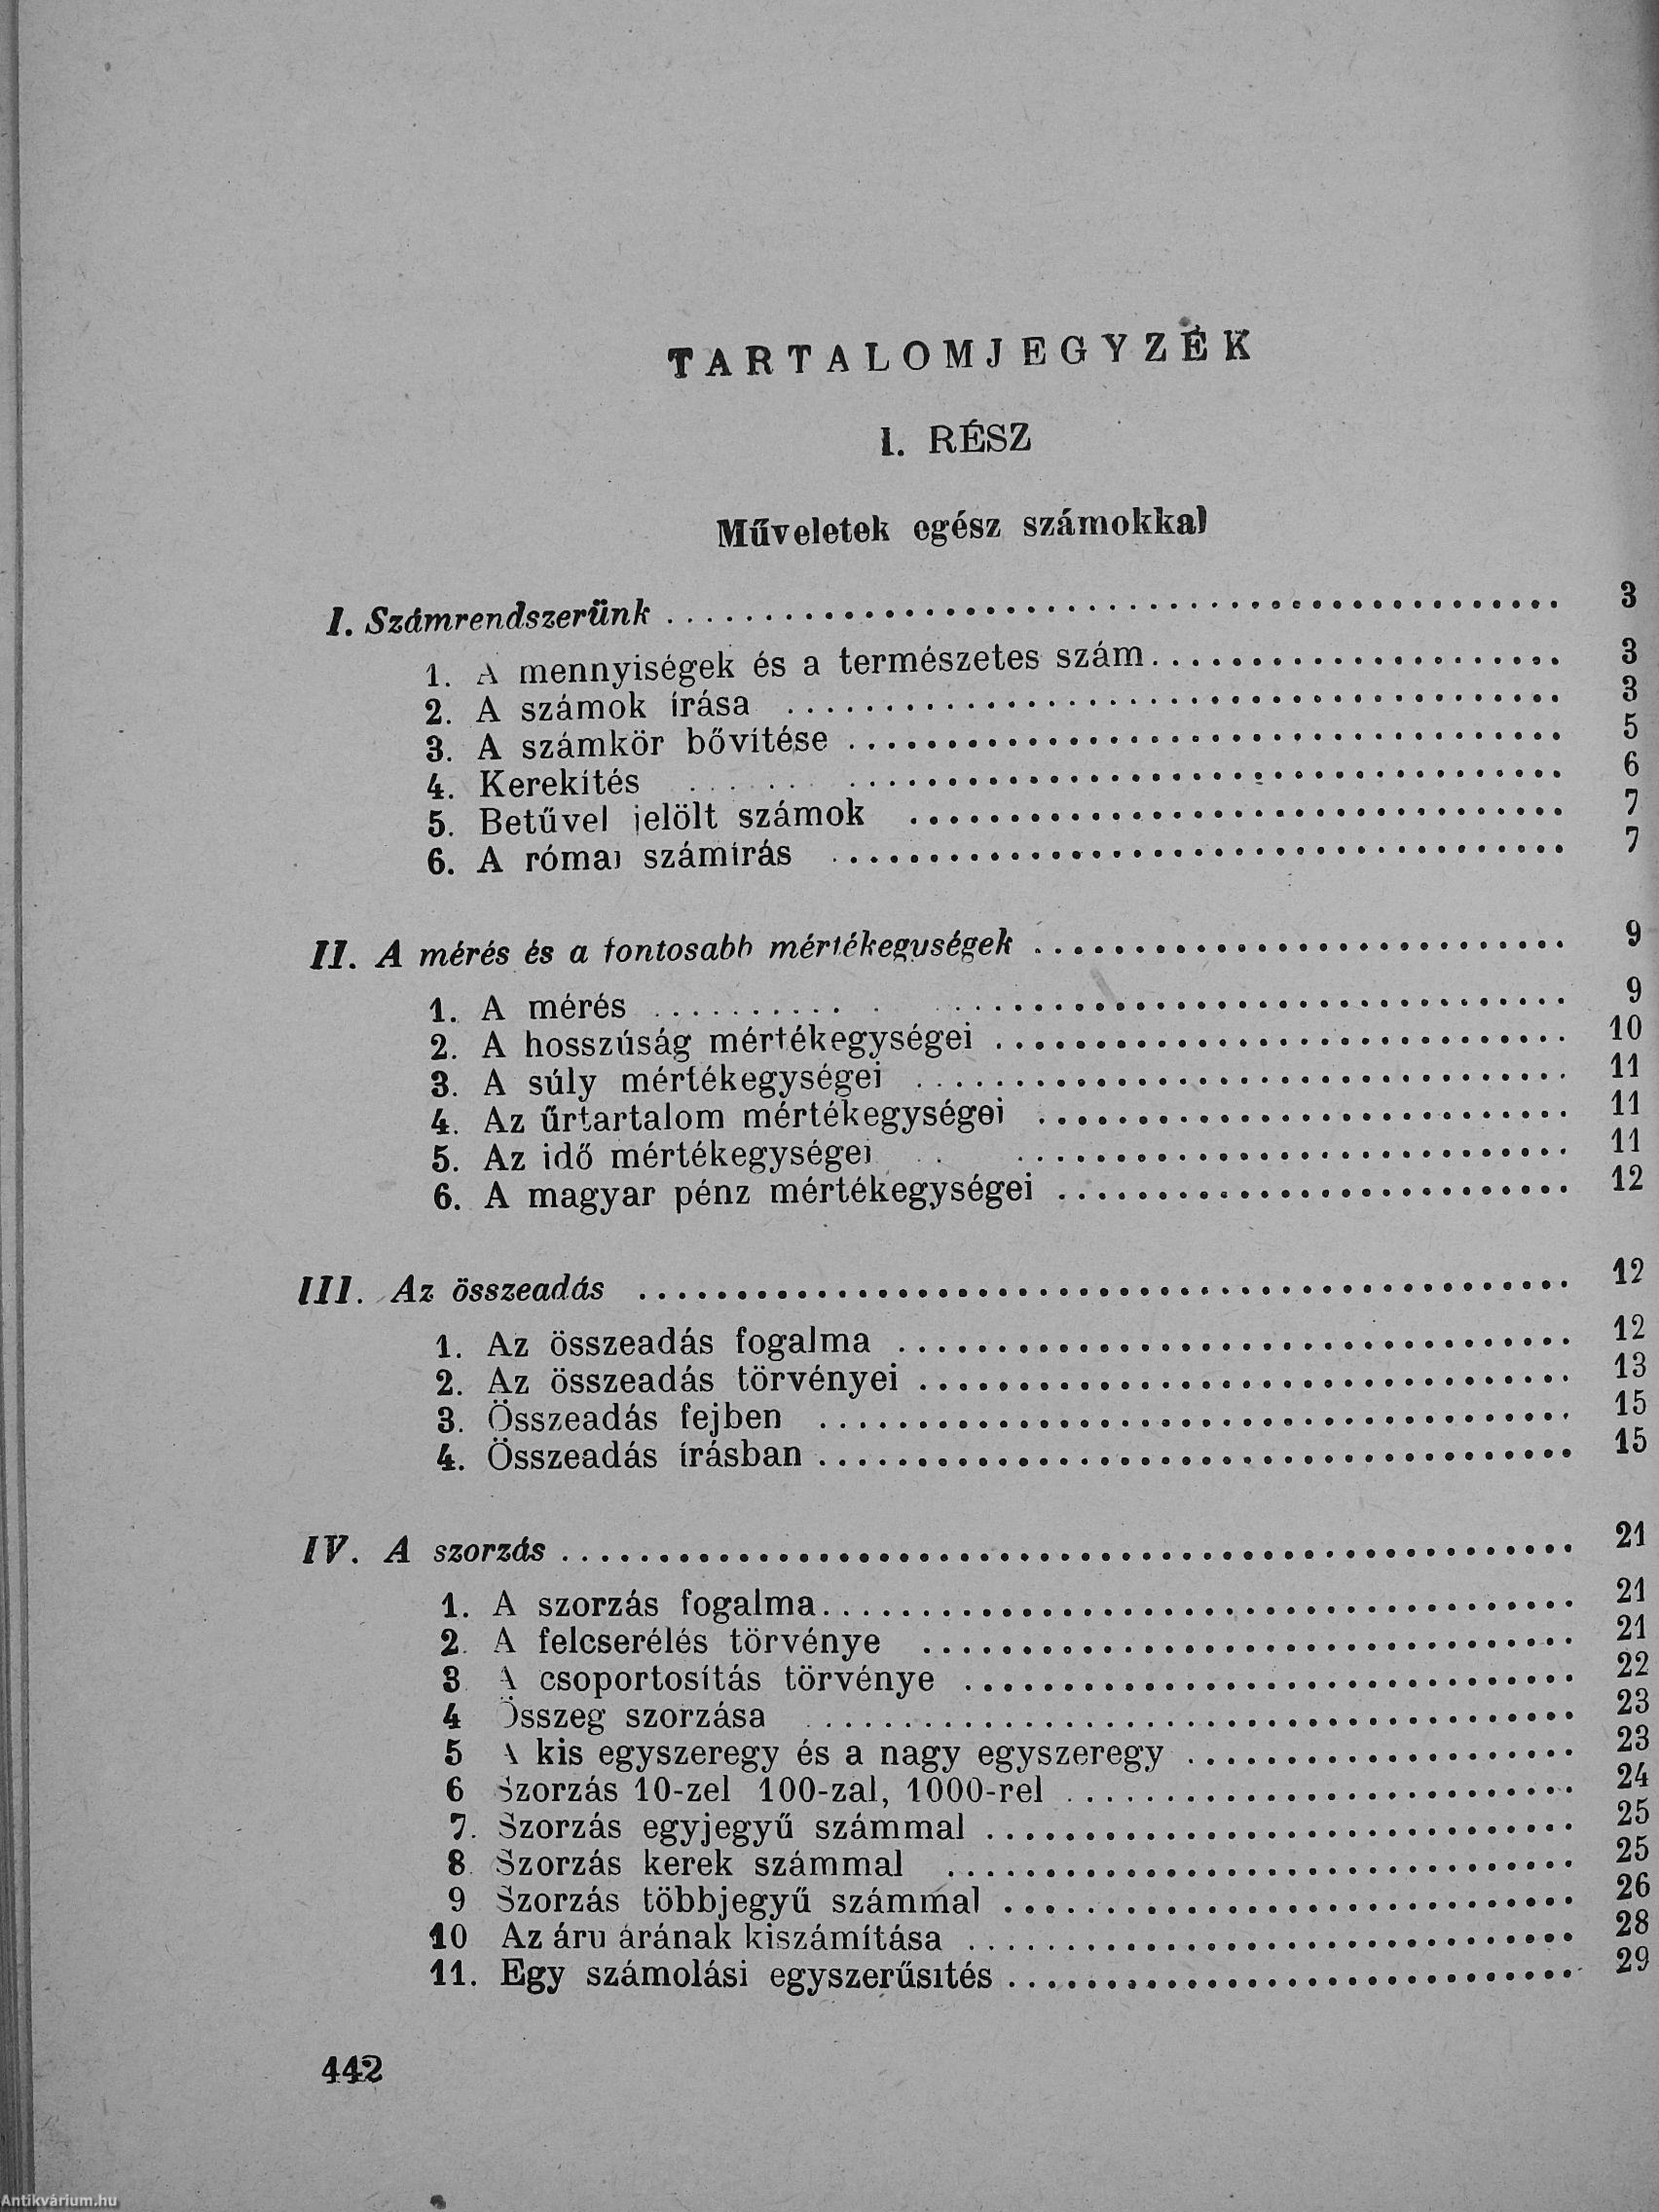 TARTALOMJEGYZÉK
I. RÉSZ
Műveletek egész számokkal
I. Számrendszerünk 3
1. A mennyiségek és a természetes szám 3
2. A számok írása 3
3. A számkör bővítése 5
4. Kerekítés 6
5. Betűvel jelölt számok 7
6. A római számírás 7
II. A mérés és a fontosabb mértékegységek 9
1. A mérés 9
2. A hosszúság mértékegységei 10
3. A súly mértékegységei 11
4. Az űrtartalom mértékegységei 11
5. Az idő mértékegységei 11
6. A magyar pénz mértékegységei 12
III. Az összeadás 12
1. Az összeadás fogalma 12
2. Az összeadás törvényei 13
3. Összeadás fejben 15
4. Összeadás írásban 15
IV. A szorzás 21
1. A szorzás fogalma 21
2. A felcserélés törvénye 21
3. A csoportosítás törvénye 22
4 Összeg szorzása 23
5 A kis egyszeregy és a nagy egyszeregy 23
6 Szorzás 10-zel 100-zal, 1000-rel 24
7. Szorzás egyjegyű számmal 25
8. Szorzás kerek számmal 25
9 Szorzás többjegyű számmal 26
10 Az áru árának kiszámítása 28
11. Egy számolási egyszerűsítés 29
442
Antikvárium.hu